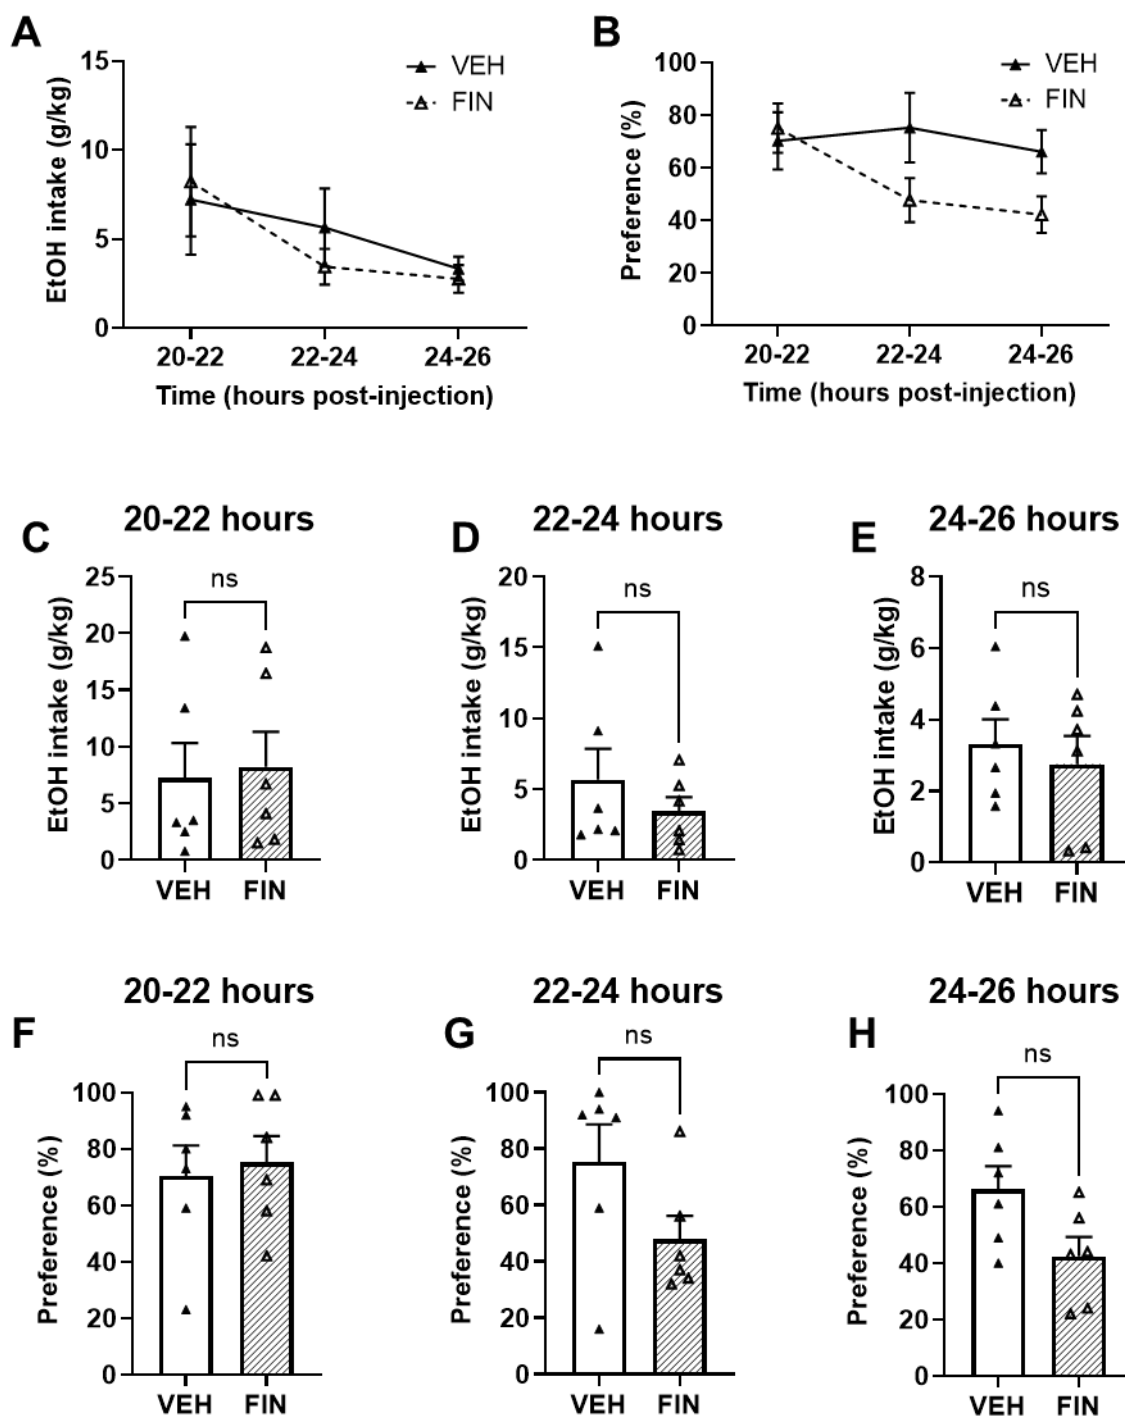 A
EtOH intake (g/kg)
15
10
5
0
VEH
FIN
20-22 22-24 24-26
Time (hours post-injection)
B
Preference (%)
100
80
60
40
20
0
VEH
FIN
20-22 22-24 24-26
Time (hours post-injection)
C
20-22 hours
EtOH intake (g/kg)
25
20
15
10
5
0
ns
VEH FIN
D
22-24 hours
EtOH intake (g/kg)
20
15
10
5
0
ns
VEH FIN
E
24-26 hours
EtOH intake (g/kg)
8
6
4
2
0
ns
VEH FIN
F
20-22 hours
Preference (%)
100
80
60
40
20
0
ns
VEH FIN
G
22-24 hours
Preference (%)
100
80
60
40
20
0
ns
VEH FIN
H
24-26 hours
Preference (%)
100
80
60
40
20
0
ns
VEH FIN